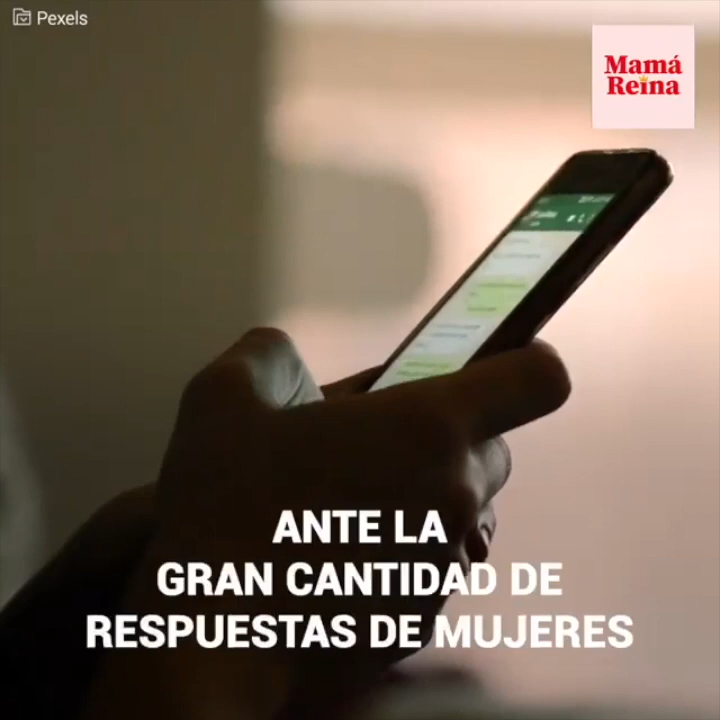 Pexels
Mamá
Reina
ANTE LA
GRAN CANTIDAD DE
RESPUESTAS DE MUJERES